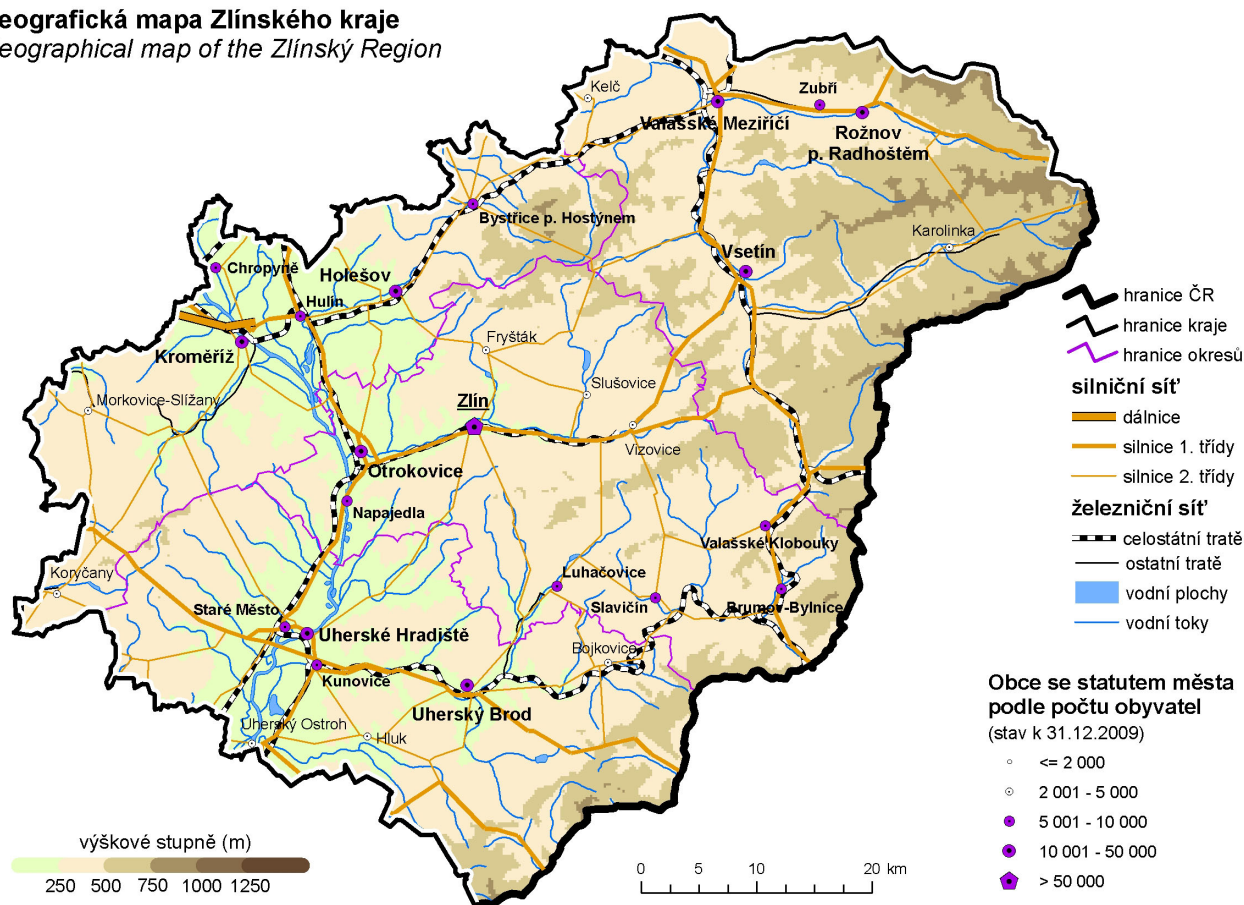 eografická mapa Zlínského kraje
eographical map of the Zlínský Region
Kelč
Zubří
Valašské Meziříčí
Rožnov
p. Radhoštěm
Bystřice p. Hostýnem
Karolinka
Vsetín
Chropyně
Holešov
Hulín
Kroměříž
Fryšták
Slušovice
Morkovice-Slížany
Zlín
Vizovice
Otrokovice
Napajedla
Valašské Klobouky
Koryčany
Luhačovice
Slavičín
Brumov-Bylnice
Staré Město
Uherské Hradiště
Bojkovice
Kunovice
Uherský Brod
Uherský Ostroh
Hluk
hranice ČR
hranice kraje
hranice okresů
silniční síť
dálnice
silnice 1. třídy
silnice 2. třídy
železniční síť
celostátní tratě
ostatní tratě
vodní plochy
vodní toky
Obce se statutem města
podle počtu obyvatel
(stav k 31.12.2009)
<= 2 000
2 001 - 5 000
5 001 - 10 000
10 001 - 50 000
> 50 000
výškové stupně (m)
250 500 750 1000 1250
0 5 10 20 km